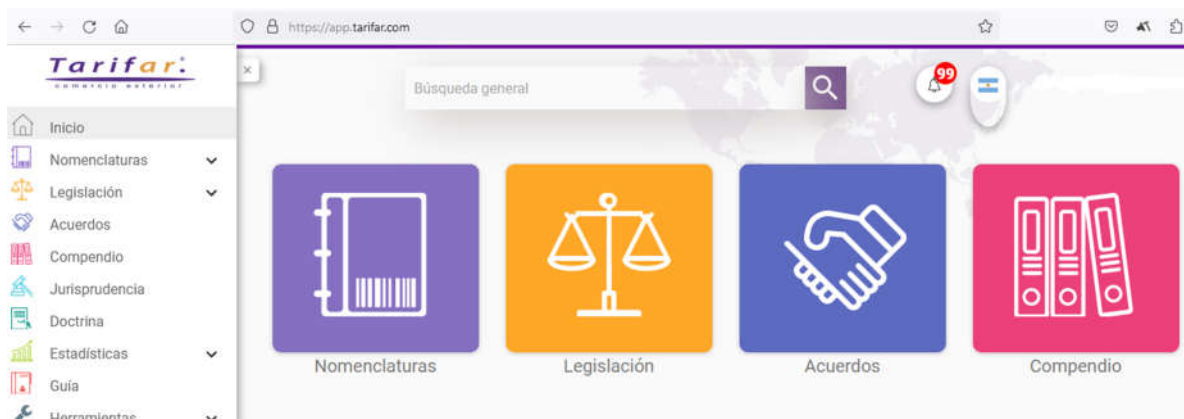 https://app.tarifar.com
Tarifar:
comercio exterior
Búsqueda general
99
Inicio
Nomenclaturas
Legislación
Acuerdos
Compendio
Jurisprudencia
Doctrina
Estadísticas
Guía
Herramientas
Nomenclaturas
Legislación
Acuerdos
Compendio